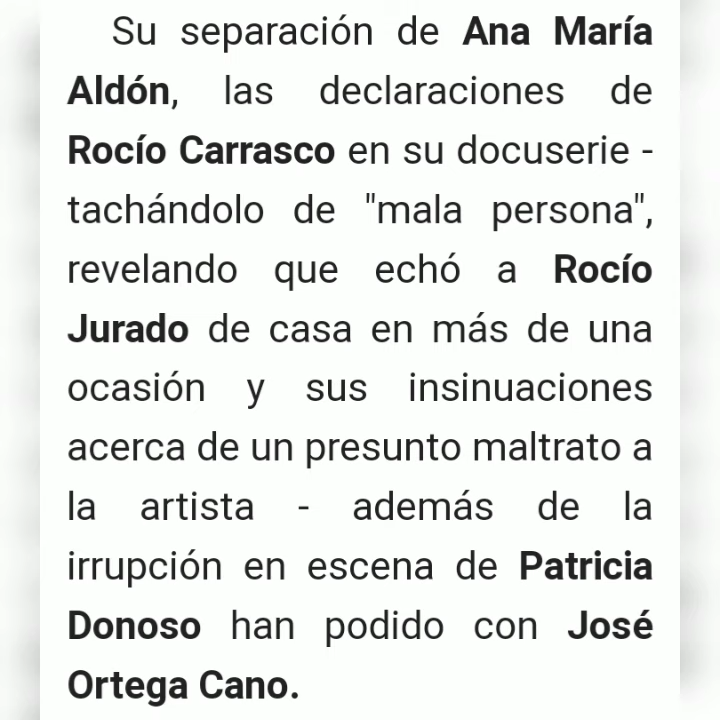 Su separación de Ana María
Aldón, las declaraciones de
Rocío Carrasco en su docuserie -
tachándolo de "mala persona",
revelando que echó a Rocío
Jurado de casa en más de una
ocasión y sus insinuaciones
acerca de un presunto maltrato a
la artista - además de la
irrupción en escena de Patricia
Donoso han podido con José
Ortega Cano.